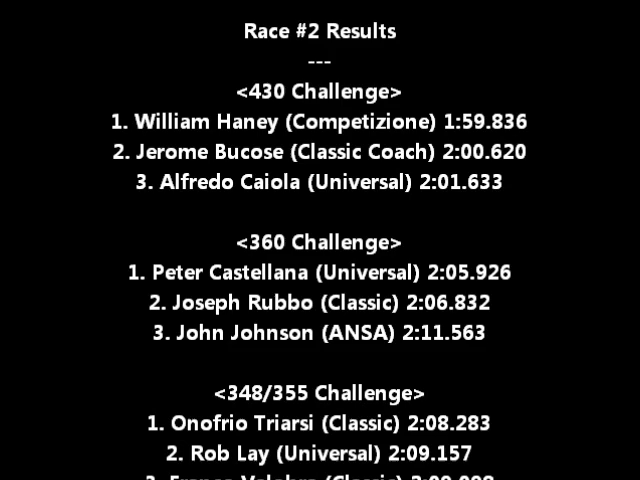 Race #2 Results
---
<430 Challenge>
1. William Haney (Competizione) 1:59.836
2. Jerome Bucose (Classic Coach) 2:00.620
3. Alfredo Caiola (Universal) 2:01.633
<360 Challenge>
1. Peter Castellana (Universal) 2:05.926
2. Joseph Rubbo (Classic) 2:06.832
3. John Johnson (ANSA) 2:11.563
<348/355 Challenge>
1. Onofrio Triarsi (Classic) 2:08.283
2. Rob Lay (Universal) 2:09.157